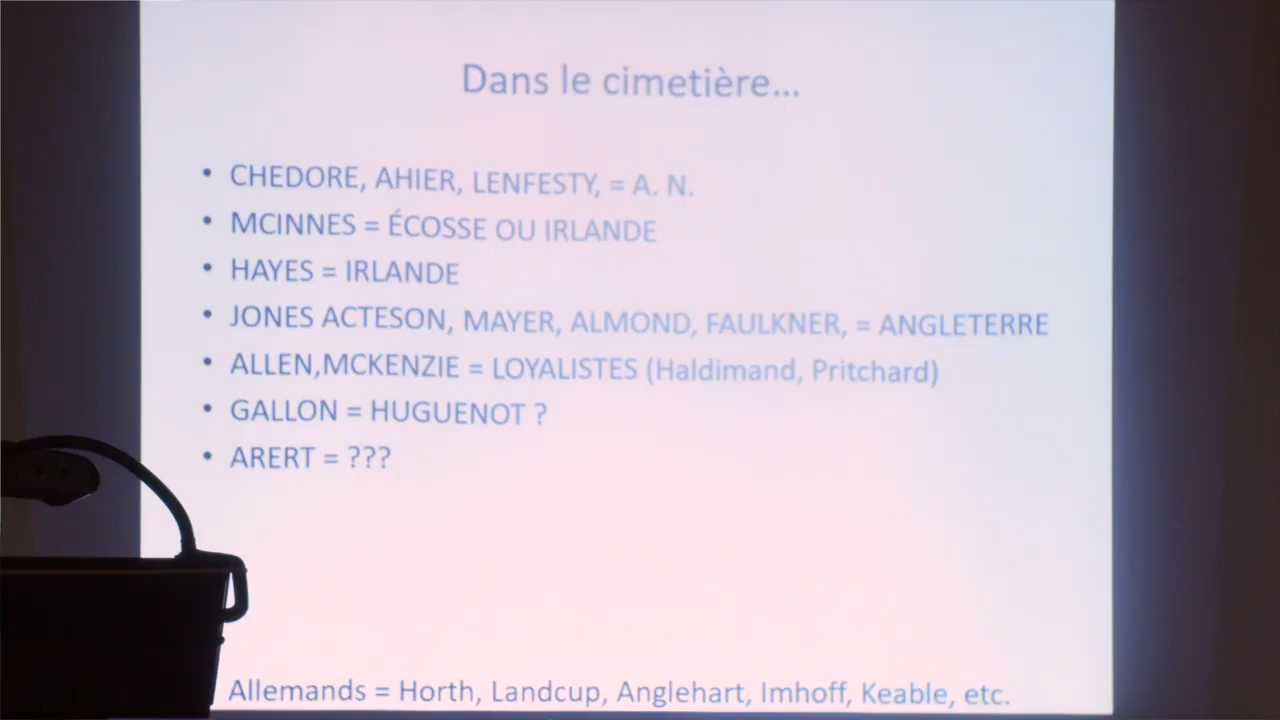 Dans le cimetière...
• CHEDORE, AHIER, LENFESTY, = A. N.
• MCINNES = ÉCOSSE OU IRLANDE
• HAYES = IRLANDE
• JONES ACTESON, MAYER, ALMOND, FAULKNER, = ANGLETERRE
• ALLEN,MCKENZIE = LOYALISTES (Haldimand, Pritchard)
• GALLON = HUGUENOT ?
• ARERT = ???
Allemands = Horth, Landcup, Anglehart, Imhoff, Keable, etc.